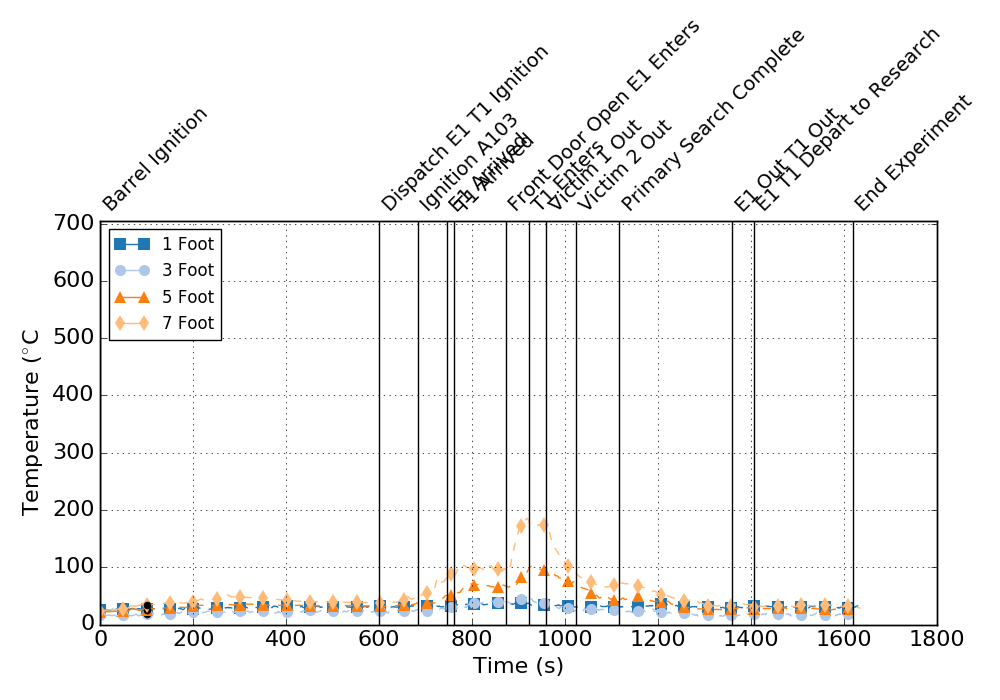 Barrel Ignition
Dispatch E1 T1 Ignition
Ignition A103
E1 Arrived
T1 Arrived
Front Door Open E1 Enters
T1 Enters
Victim 1 Out
Victim 2 Out
Primary Search Complete
E1 Out T1 Out
E1 T1 Depart to Research
End Experiment
700
600
500
400
300
200
100
0
Temperature (°C
1 Foot
3 Foot
5 Foot
7 Foot
0 200 400 600 800 1000 1200 1400 1600 1800
Time (s)